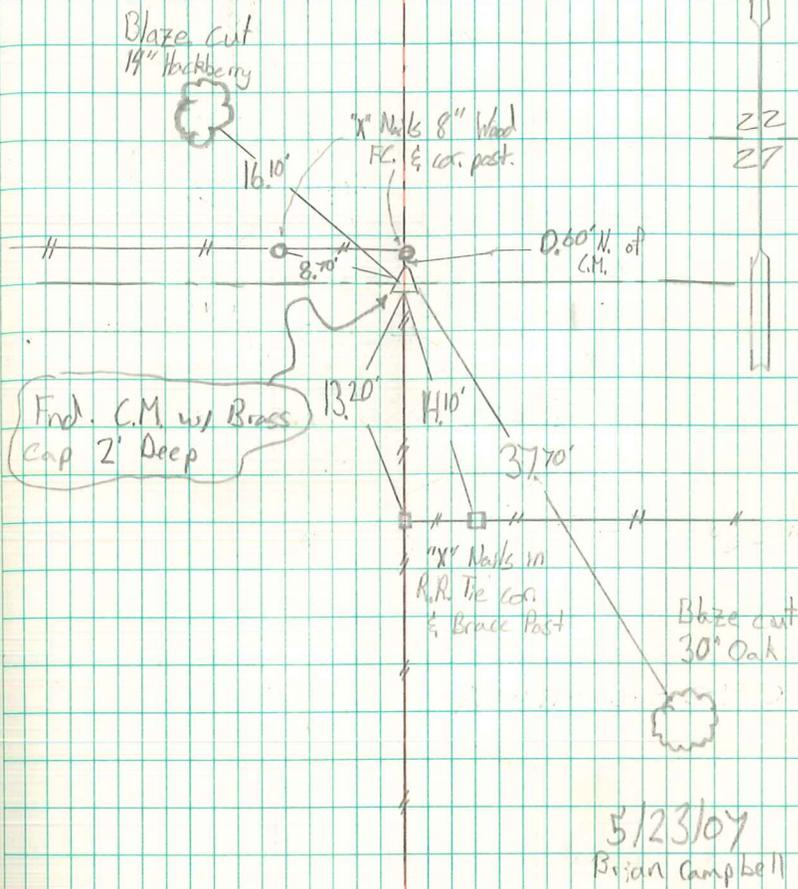 Blaze cut
14" Hackberry
"X" Nails 8" Wood
FC. & cor. post.
22
27
16.10'
8.70'
0.60' N. of
C.M.
Fnd. C.M. w/ Brass
cap 2' Deep
13.20'
14.10'
37.70'
"X" Nails in
R.R. Tie cor.
& Brace Post
Blaze cut
30" Oak
5/23/07
Brian Campbell